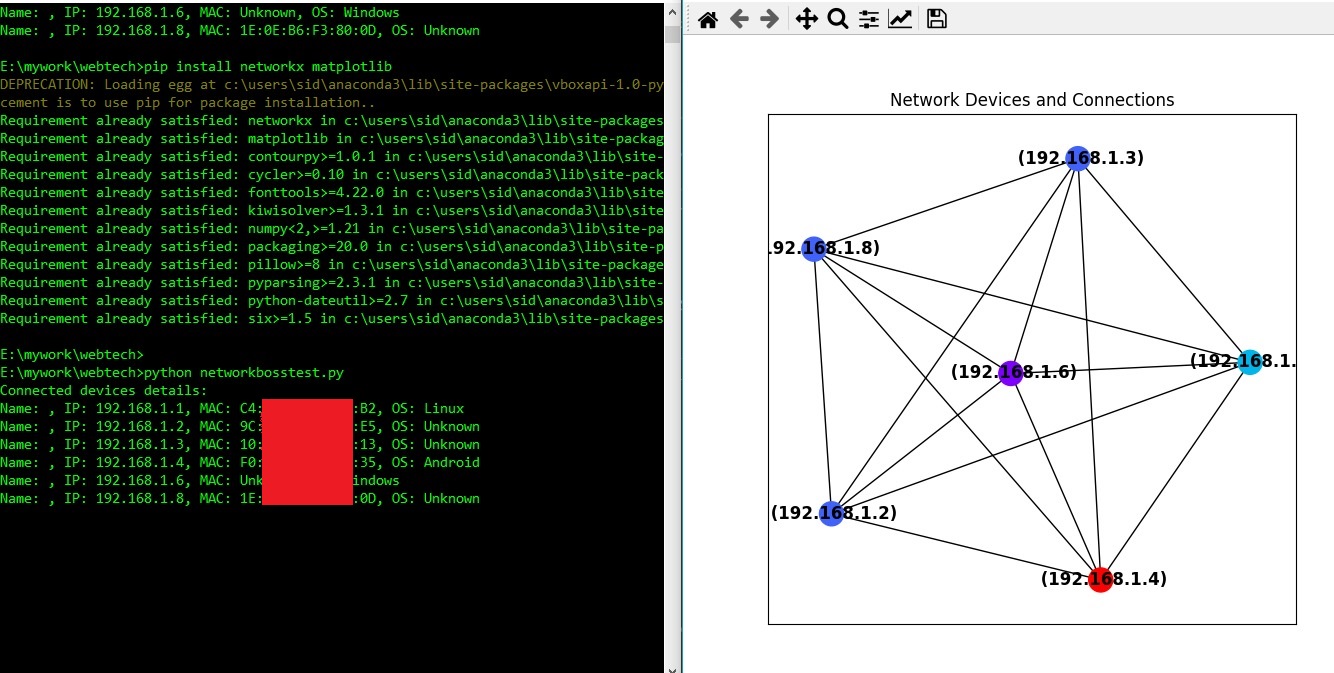 Name: , IP: 192.168.1.6, MAC: Unknown, OS: Windows
Name: , IP: 192.168.1.8, MAC: 1E:0E:B6:F3:80:0D, OS: Unknown
E:\mywork\webtech>pip install networkx matplotlib
DEPRECATION: Loading egg at c:\users\sid\anaconda3\lib\site-packages\vboxapi-1.0-py
cement is to use pip for package installation..
Requirement already satisfied: networkx in c:\users\sid\anaconda3\lib\site-packages
Requirement already satisfied: matplotlib in c:\users\sid\anaconda3\lib\site-packag
Requirement already satisfied: contourpy>=1.0.1 in c:\users\sid\anaconda3\lib\site-
Requirement already satisfied: cycler>=0.10 in c:\users\sid\anaconda3\lib\site-pack
Requirement already satisfied: fonttools>=4.22.0 in c:\users\sid\anaconda3\lib\site
Requirement already satisfied: kiwisolver>=1.3.1 in c:\users\sid\anaconda3\lib\site
Requirement already satisfied: numpy<2,>=1.21 in c:\users\sid\anaconda3\lib\site-pa
Requirement already satisfied: packaging>=20.0 in c:\users\sid\anaconda3\lib\site-p
Requirement already satisfied: pillow>=8 in c:\users\sid\anaconda3\lib\site-package
Requirement already satisfied: pyparsing>=2.3.1 in c:\users\sid\anaconda3\lib\site-
Requirement already satisfied: python-dateutil>=2.7 in c:\users\sid\anaconda3\lib\s
Requirement already satisfied: six>=1.5 in c:\users\sid\anaconda3\lib\site-packages
E:\mywork\webtech>
E:\mywork\webtech>python networkbosstest.py
Connected devices details:
Name: , IP: 192.168.1.1, MAC: C4: :B2, OS: Linux
Name: , IP: 192.168.1.2, MAC: 9C: :E5, OS: Unknown
Name: , IP: 192.168.1.3, MAC: 10: :13, OS: Unknown
Name: , IP: 192.168.1.4, MAC: F0: :35, OS: Android
Name: , IP: 192.168.1.6, MAC: Unk indows
Name: , IP: 192.168.1.8, MAC: 1E: :0D, OS: Unknown
Network Devices and Connections
(192.168.1.3)
.92.168.1.8)
(192.168.1.
(192.168.1.6)
(192.168.1.2)
(192.168.1.4)